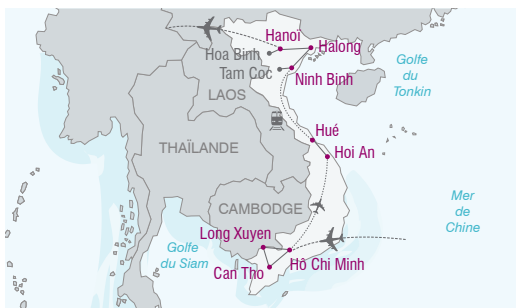 Hanoï
Halong
Hoa Binh
Tam Coc
Ninh Binh
Golfe
du
Tonkin
LAOS
Hué
THAÏLANDE
Hoi An
CAMBODGE
Mer
de
Chine
Long Xuyen
Golfe
du Siam
Can Tho
Hô Chi Minh